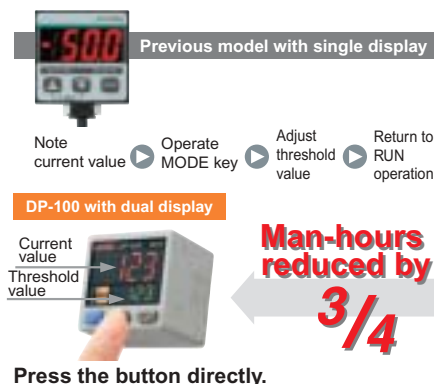 -50.0
Previous model with single display
Note
current value
Operate
MODE key
Adjust
threshold
value
Return to
RUN
operation
DP-100 with dual display
Current
value
Threshold
value
123
Man-hours
reduced by
3/4
Press the button directly.